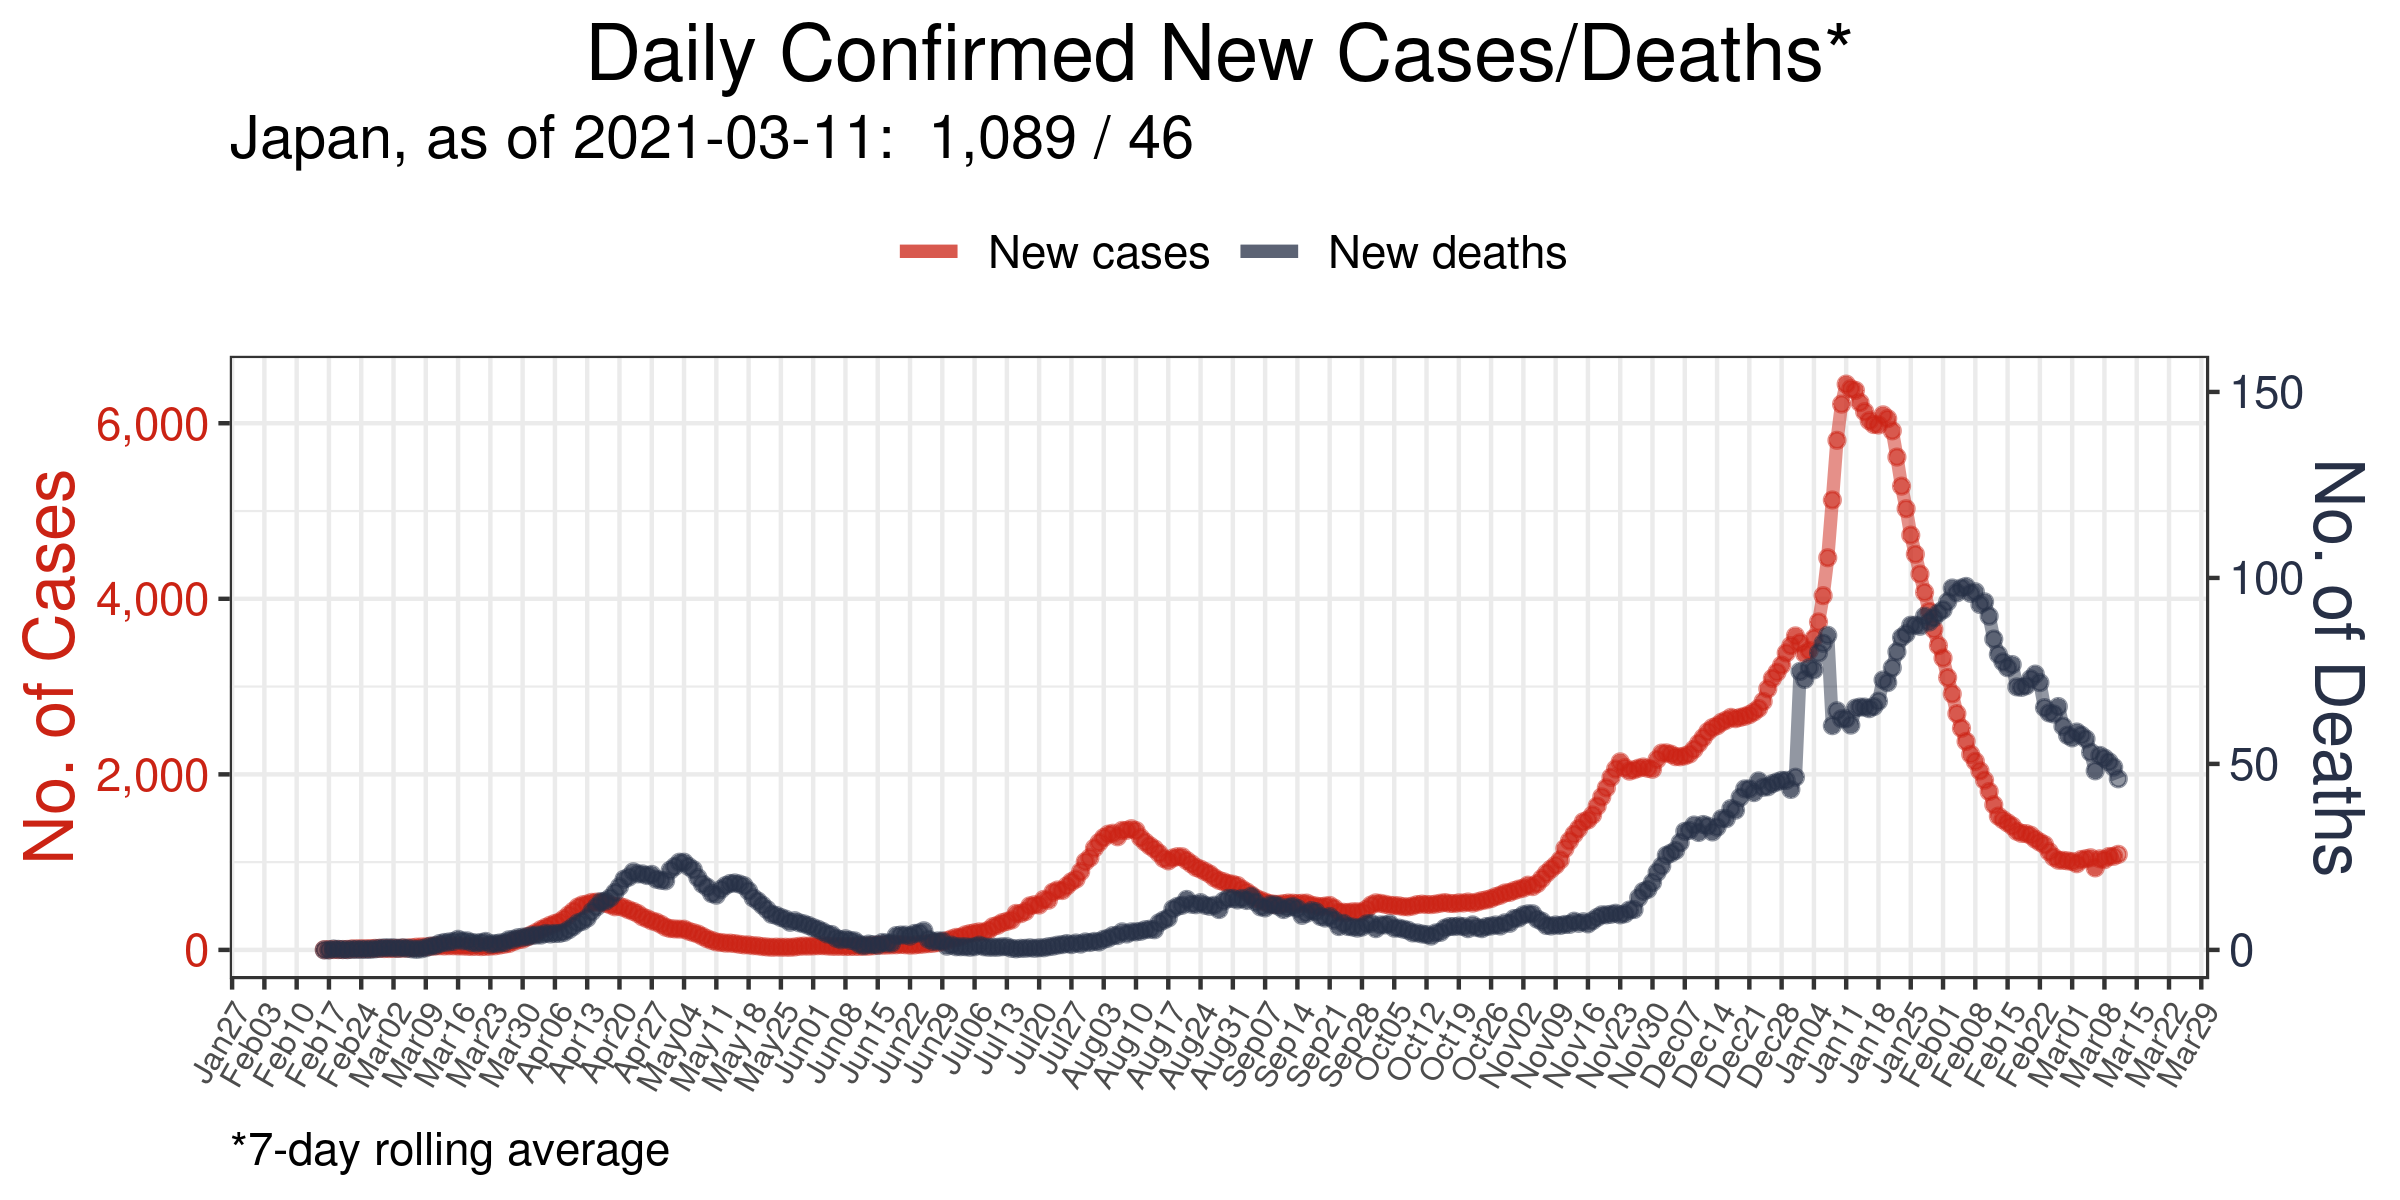 Daily Confirmed New Cases/Deaths*
Japan, as of 2021-03-11:  1,089 / 46
New cases
New deaths
No. of Cases
6,000
4,000
2,000
0
150
100
50
0
No. of Deaths
Jan27
Feb03
Feb10
Feb17
Feb24
Mar02
Mar09
Mar16
Mar23
Mar30
Apr06
Apr13
Apr20
Apr27
May04
May11
May18
May25
Jun01
Jun08
Jun15
Jun22
Jun29
Jul06
Jul13
Jul20
Jul27
Aug03
Aug10
Aug17
Aug24
Aug31
Sep07
Sep14
Sep21
Sep28
Oct05
Oct12
Oct19
Oct26
Nov02
Nov09
Nov16
Nov23
Nov30
Dec07
Dec14
Dec21
Dec28
Jan04
Jan11
Jan18
Jan25
Feb01
Feb08
Feb15
Feb22
Mar01
Mar08
Mar15
Mar22
Mar29
*7-day rolling average